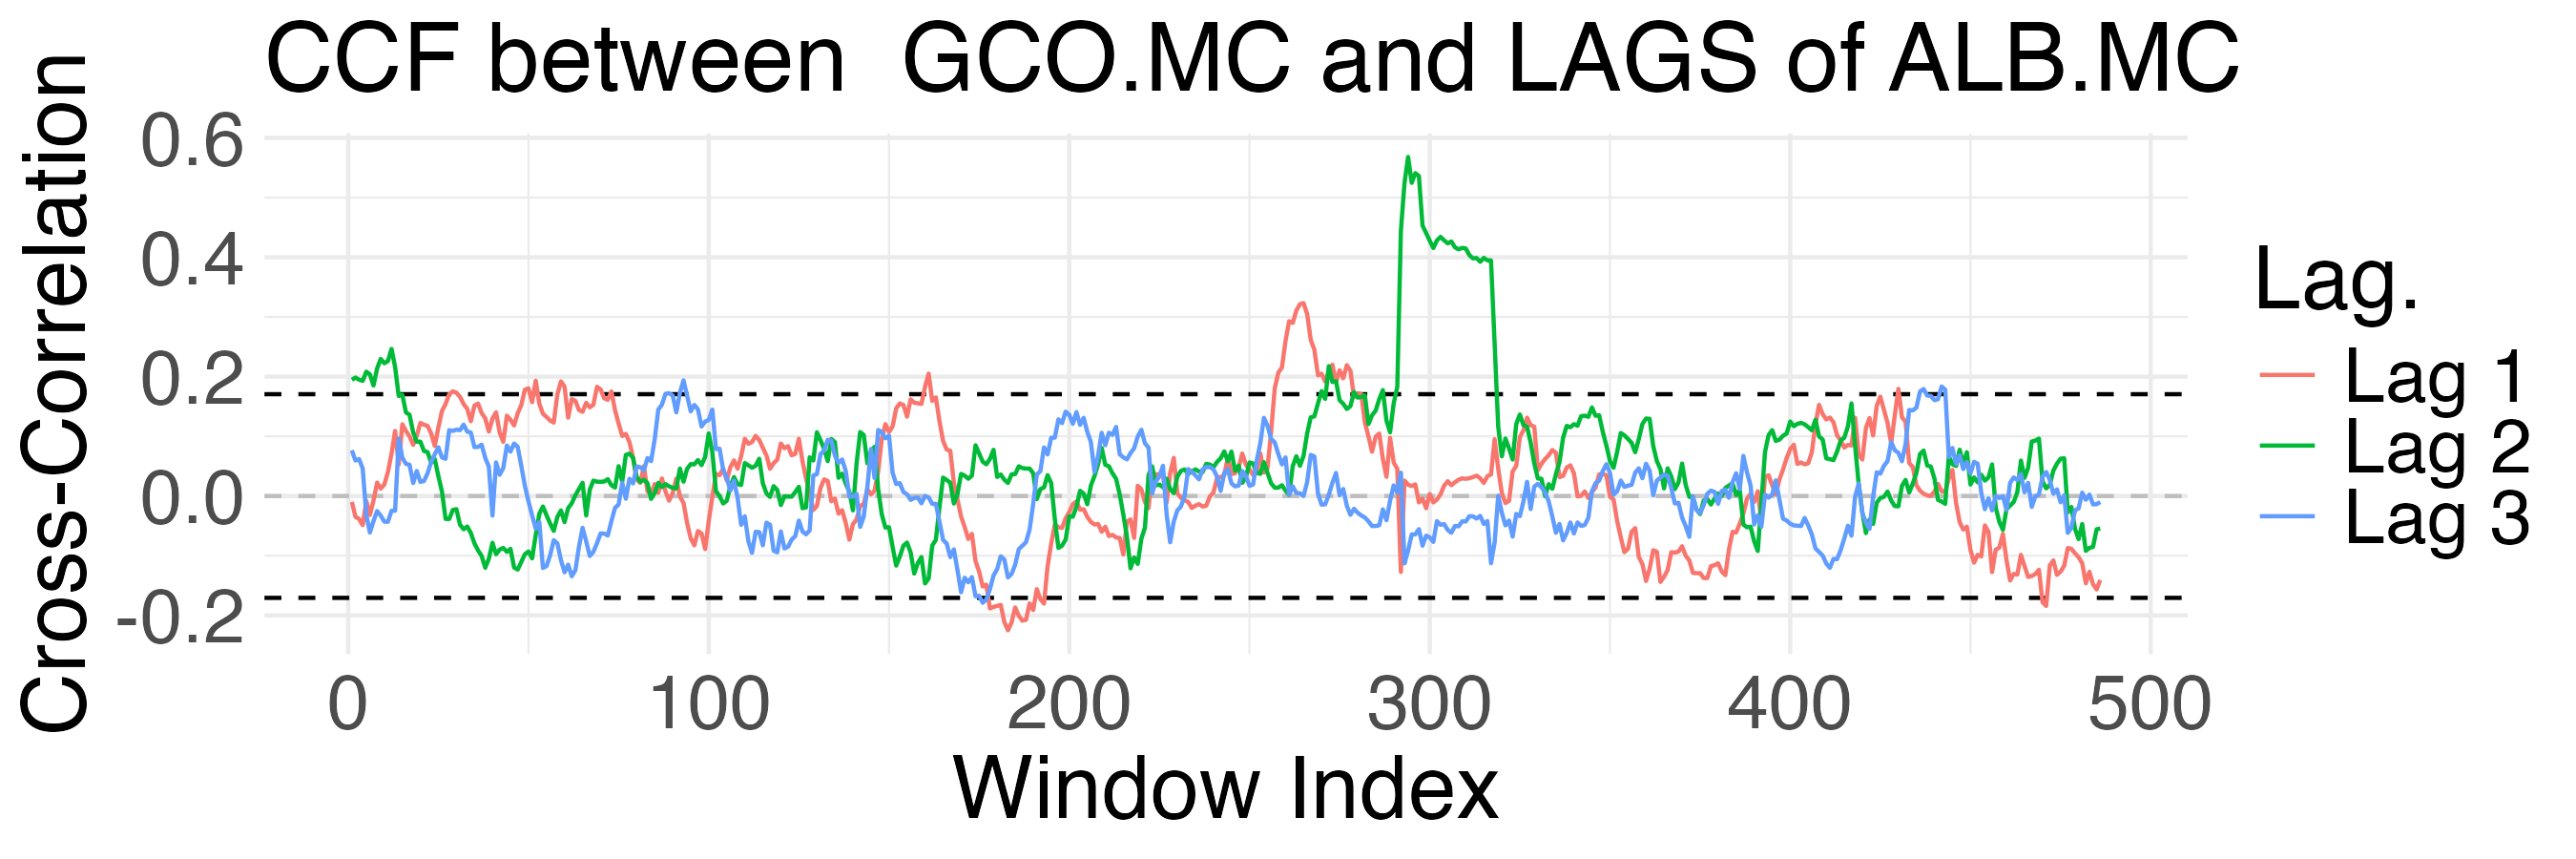 CCF between  GCO.MC and LAGS of ALB.MC
Cross-Correlation
0.6
0.4
0.2
0.0
-0.2
0
100
200
300
400
500
Window Index
Lag.
Lag 1
Lag 2
Lag 3